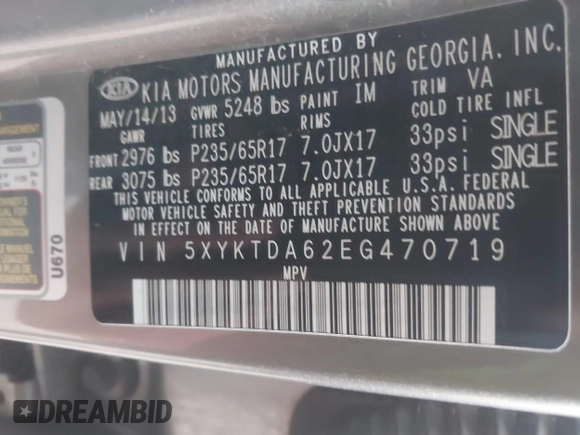 MANUFACTURED BY
KIA KIA MOTORS MANUFACTURING GEORGIA, INC.
MAY/14/13 GVWR 5248 lbs PAINT IM TRIM VA
GAWR TIRES RIMS COLD TIRE INFL
FRONT 2976 lbs P235/65R17 7.0JX17 33psi SINGLE
REAR 3075 lbs P235/65R17 7.0JX17 33psi SINGLE
THIS VEHICLE CONFORMS TO ALL APPLICABLE U.S.A. FEDERAL
MOTOR VEHICLE SAFETY AND THEFT PREVENTION STANDARDS IN EFFECT
ON THE DATE OF MANUFACTURE SHOWN ABOVE.
VIN 5XYKTDA62EG470719
MPV
U670
DREAMBID